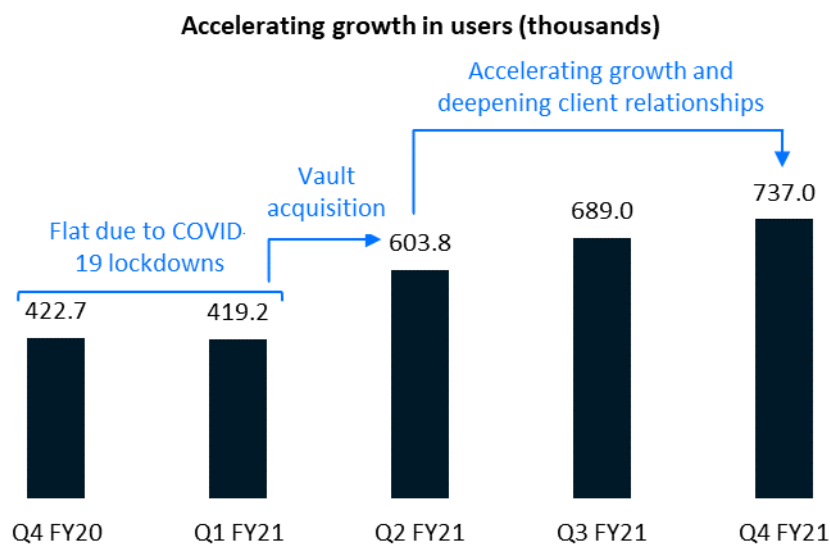 Accelerating growth in users (thousands)
Accelerating growth and
deepening client relationships
Vault
acquisition
Flat due to COVID-
19 lockdowns
422.7
419.2
603.8
689.0
737.0
Q4 FY20
Q1 FY21
Q2 FY21
Q3 FY21
Q4 FY21